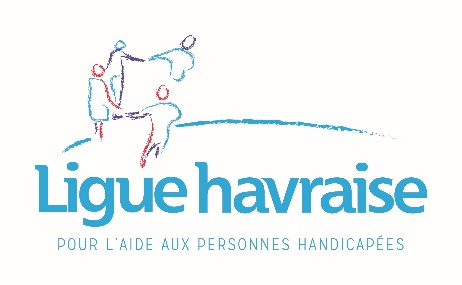 Ligue havraise
POUR L'AIDE AUX PERSONNES HANDICAPÉES